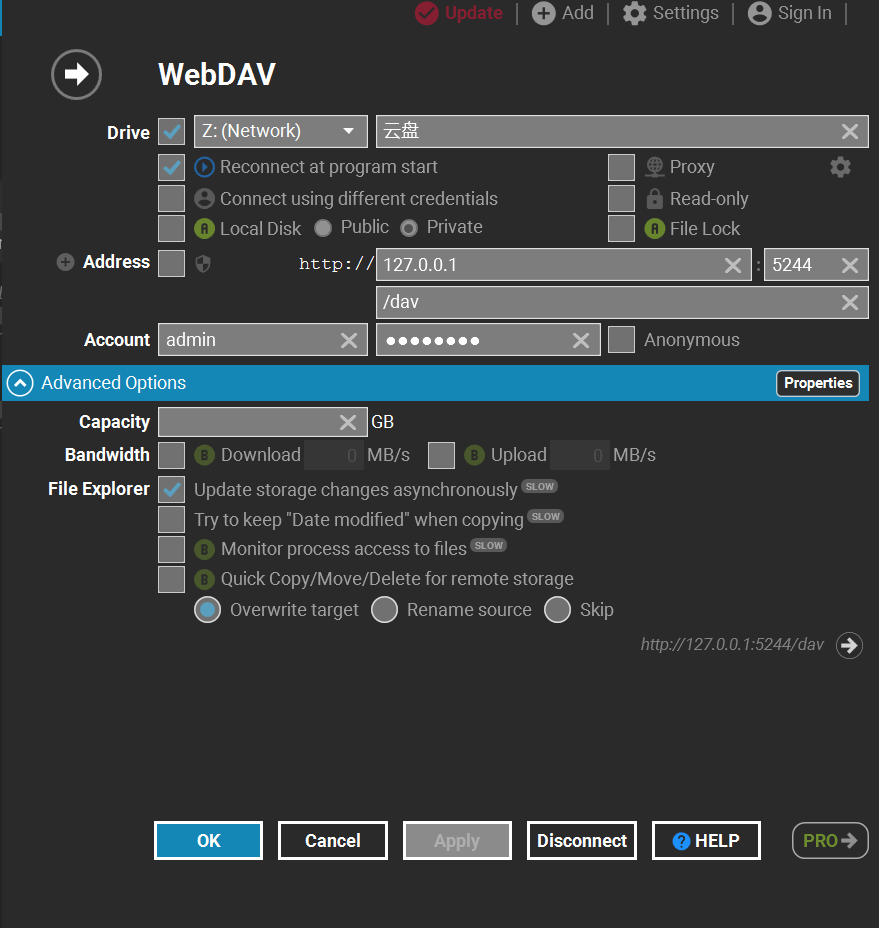 Update | Add | Settings | Sign In |
WebDAV
Drive Z: (Network) 云盘
Reconnect at program start Proxy
Connect using different credentials Read-only
A Local Disk Public Private A File Lock
Address http:// 127.0.0.1 : 5244
/dav
Account admin ●●●●●●●● Anonymous
Advanced Options Properties
Capacity GB
Bandwidth B Download 0 MB/s B Upload 0 MB/s
File Explorer Update storage changes asynchronously SLOW
Try to keep "Date modified" when copying SLOW
B Monitor process access to files SLOW
B Quick Copy/Move/Delete for remote storage
Overwrite target Rename source Skip
http://127.0.0.1:5244/dav
OK Cancel Apply Disconnect ? HELP PRO